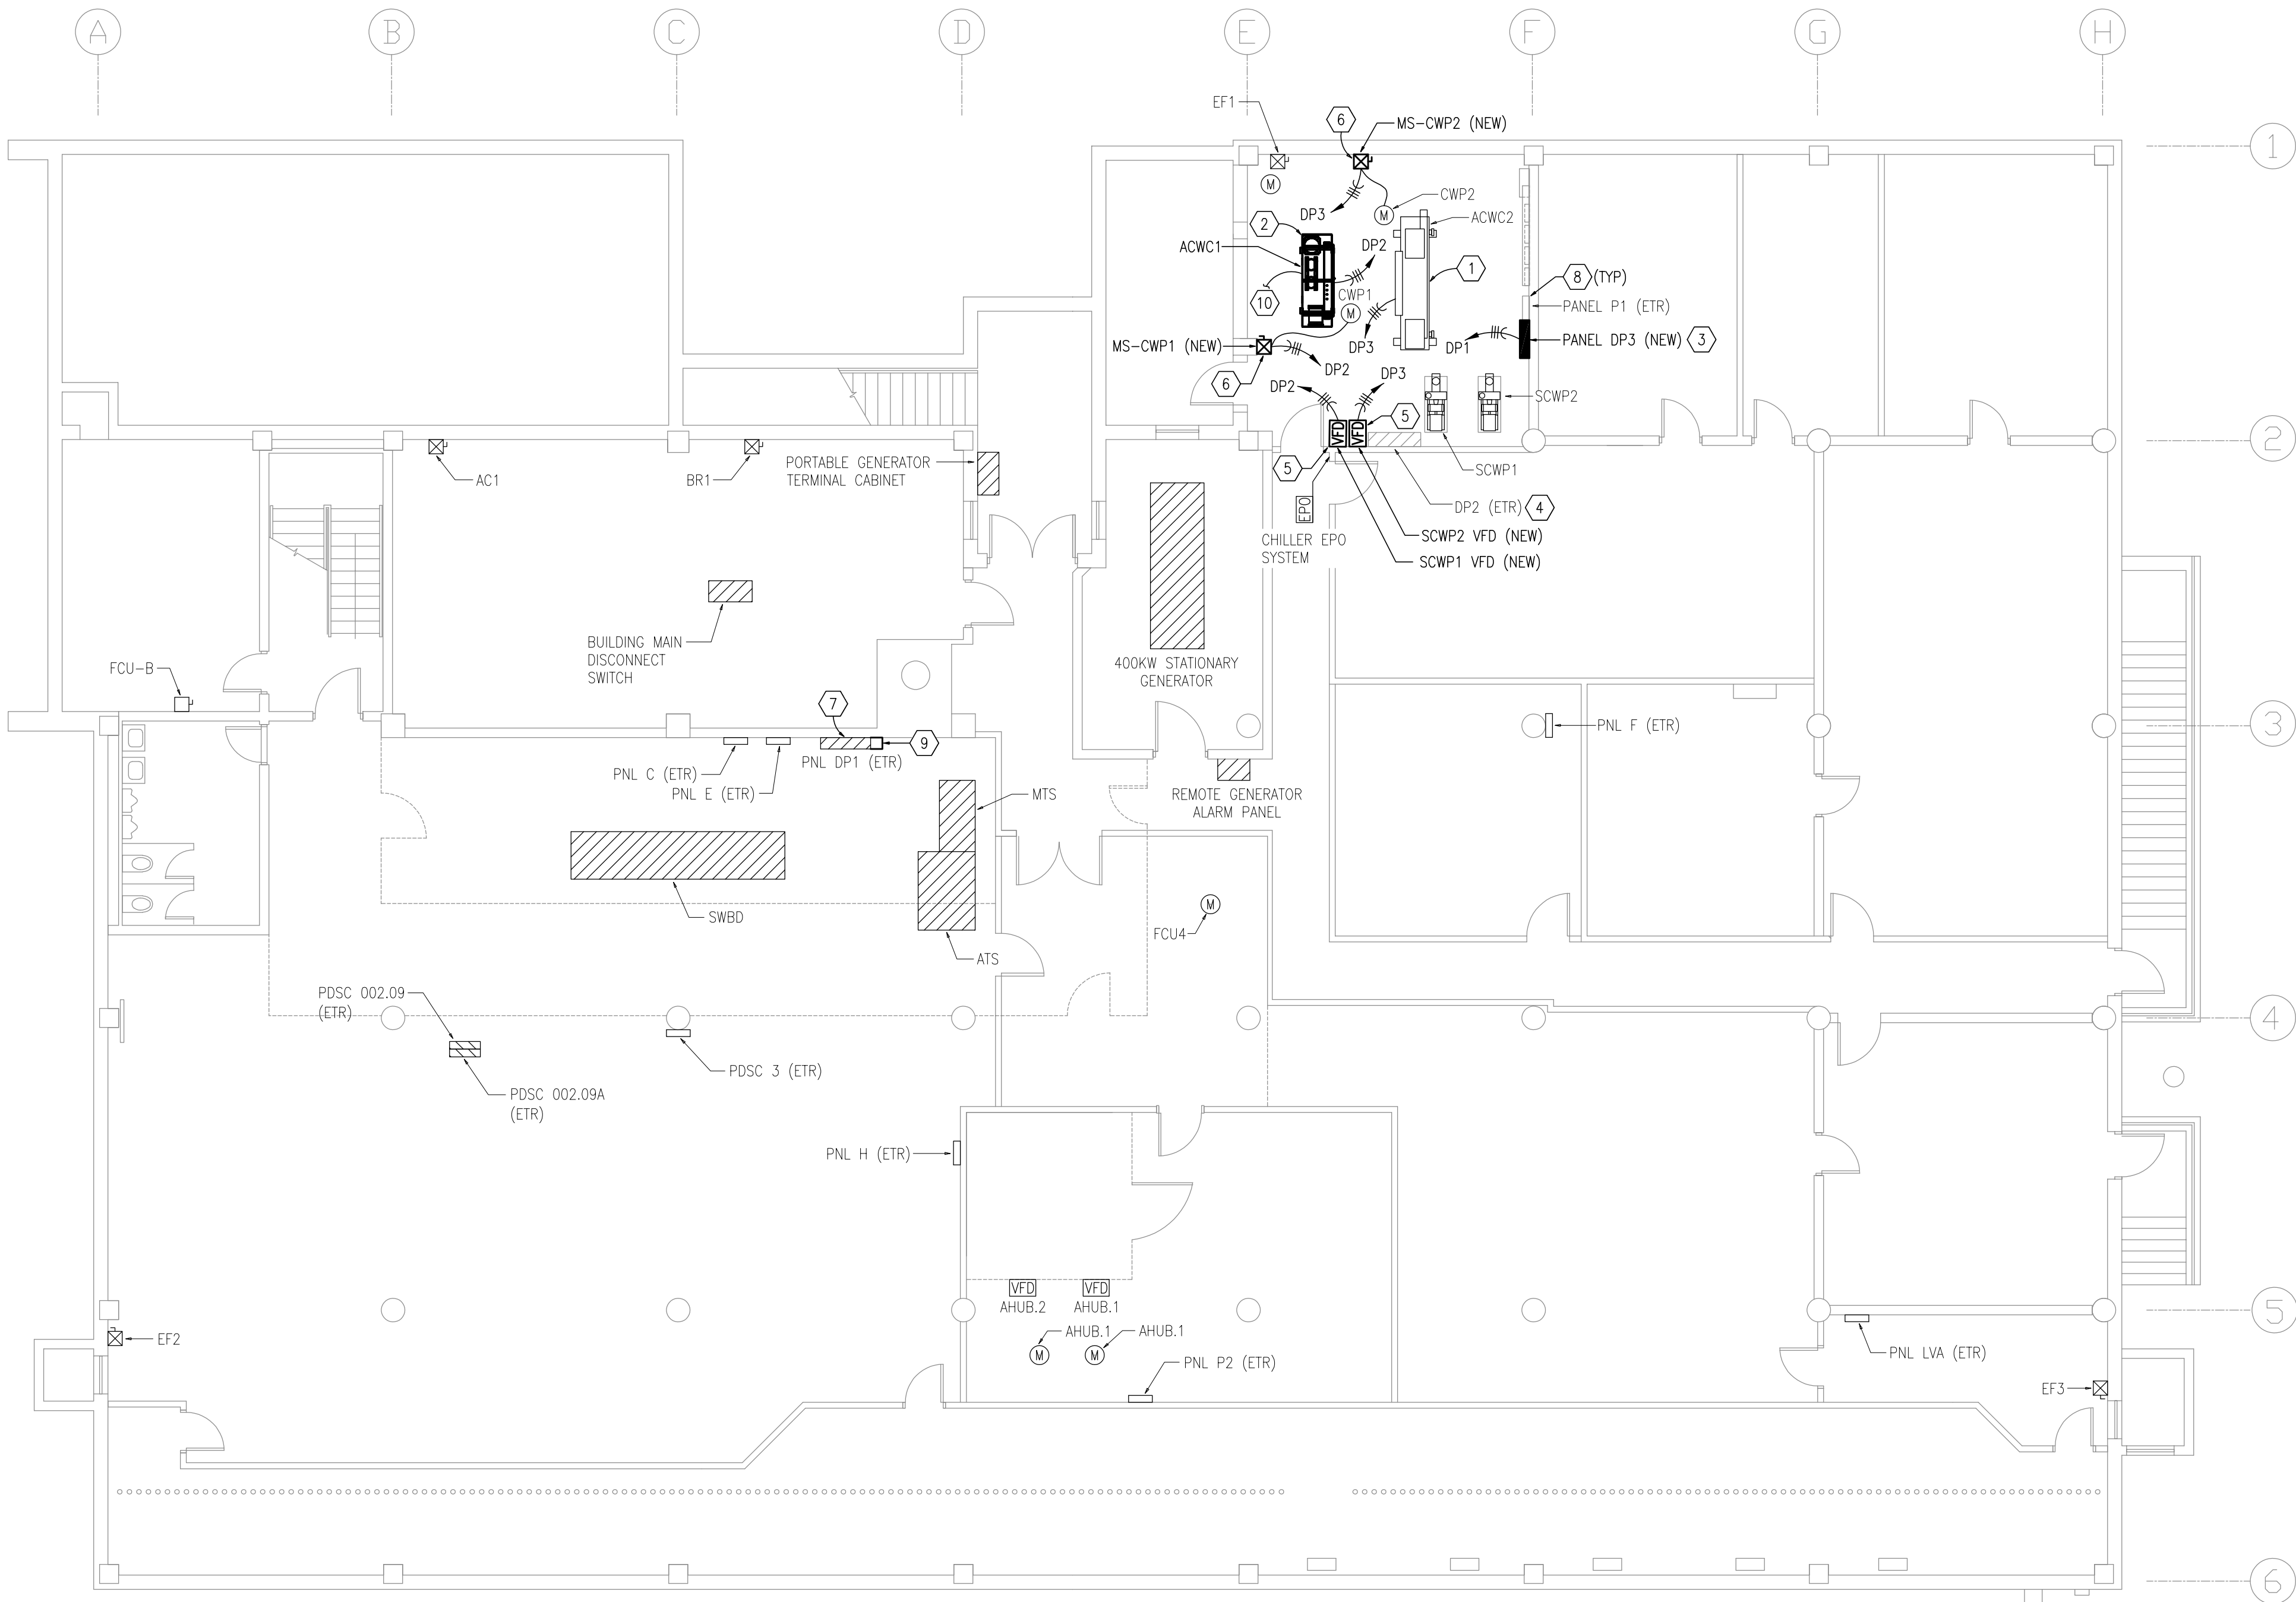 A
B
C
D
E
F
G
H
EF1
6
MS-CWP2 (NEW)
1
M
CWP2
DP3
M
ACWC2
2
ACWC1
DP2
1
8
(TYP)
10
CWP1
M
PANEL P1 (ETR)
MS-CWP1 (NEW)
DP3
DP1
PANEL DP3 (NEW)
3
DP2
6
DP2
DP3
SCWP2
VFD
VFD
5
2
PORTABLE GENERATOR
TERMINAL CABINET
AC1
BR1
5
SCWP1
EPO
DP2 (ETR)
4
CHILLER EPO
SYSTEM
SCWP2 VFD (NEW)
SCWP1 VFD (NEW)
BUILDING MAIN
DISCONNECT
SWITCH
FCU-B
400KW STATIONARY
GENERATOR
7
9
PNL F (ETR)
3
PNL C (ETR)
PNL DP1 (ETR)
PNL E (ETR)
MTS
REMOTE GENERATOR
ALARM PANEL
SWBD
M
FCU4
ATS
PDSC 002.09
(ETR)
4
PDSC 3 (ETR)
PDSC 002.09A
(ETR)
PNL H (ETR)
VFD
VFD
AHUB.2
AHUB.1
5
EF2
AHUB.1
AHUB.1
M
M
PNL P2 (ETR)
PNL LVA (ETR)
EF3
6